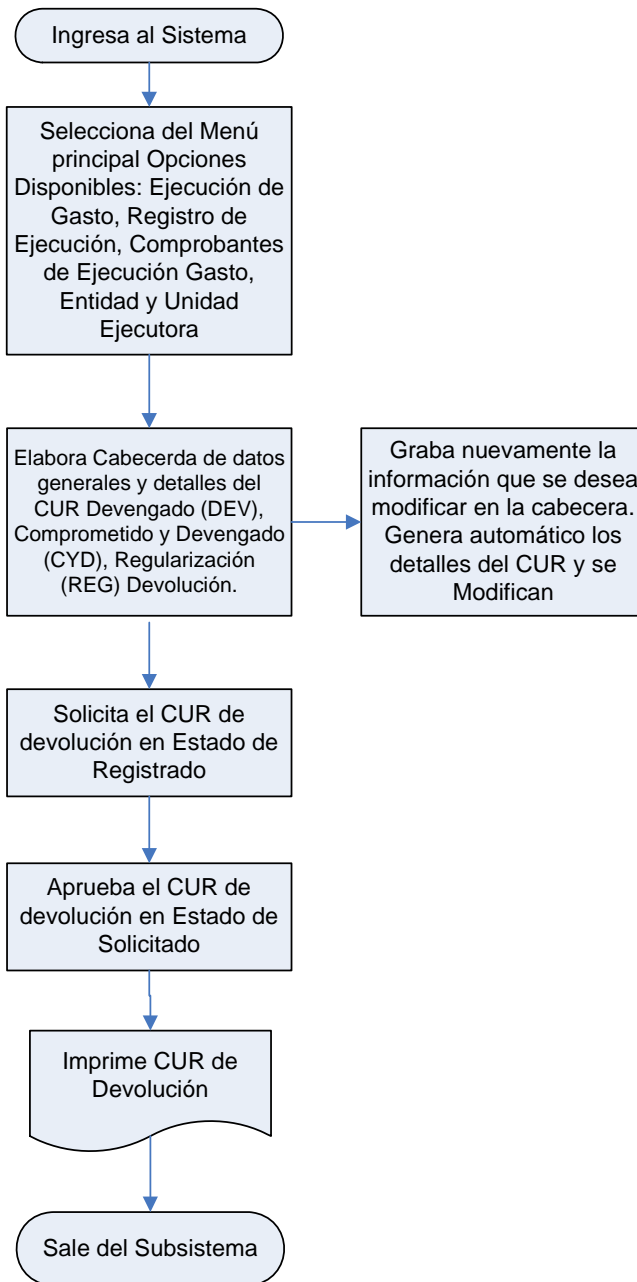 Ingresa al Sistema
Selecciona del Menú
principal Opciones
Disponibles: Ejecución de
Gasto, Registro de
Ejecución, Comprobantes
de Ejecución Gasto,
Entidad y Unidad
Ejecutora
Elabora Cabecerda de datos
generales y detalles del
CUR Devengado (DEV),
Comprometido y Devengado
(CYD), Regularización
(REG) Devolución.
Graba nuevamente la
información que se desea
modificar en la cabecera.
Genera automático los
detalles del CUR y se
Modifican
Solicita el CUR de
devolución en Estado de
Registrado
Aprueba el CUR de
devolución en Estado de
Solicitado
Imprime CUR de
Devolución
Sale del Subsistema